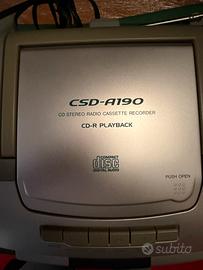 CSD-A190
CD STEREO RADIO CASSETTE RECORDER
CD-R PLAYBACK
COMPACT
disc
DIGITAL AUDIO
PUSH OPEN
subito